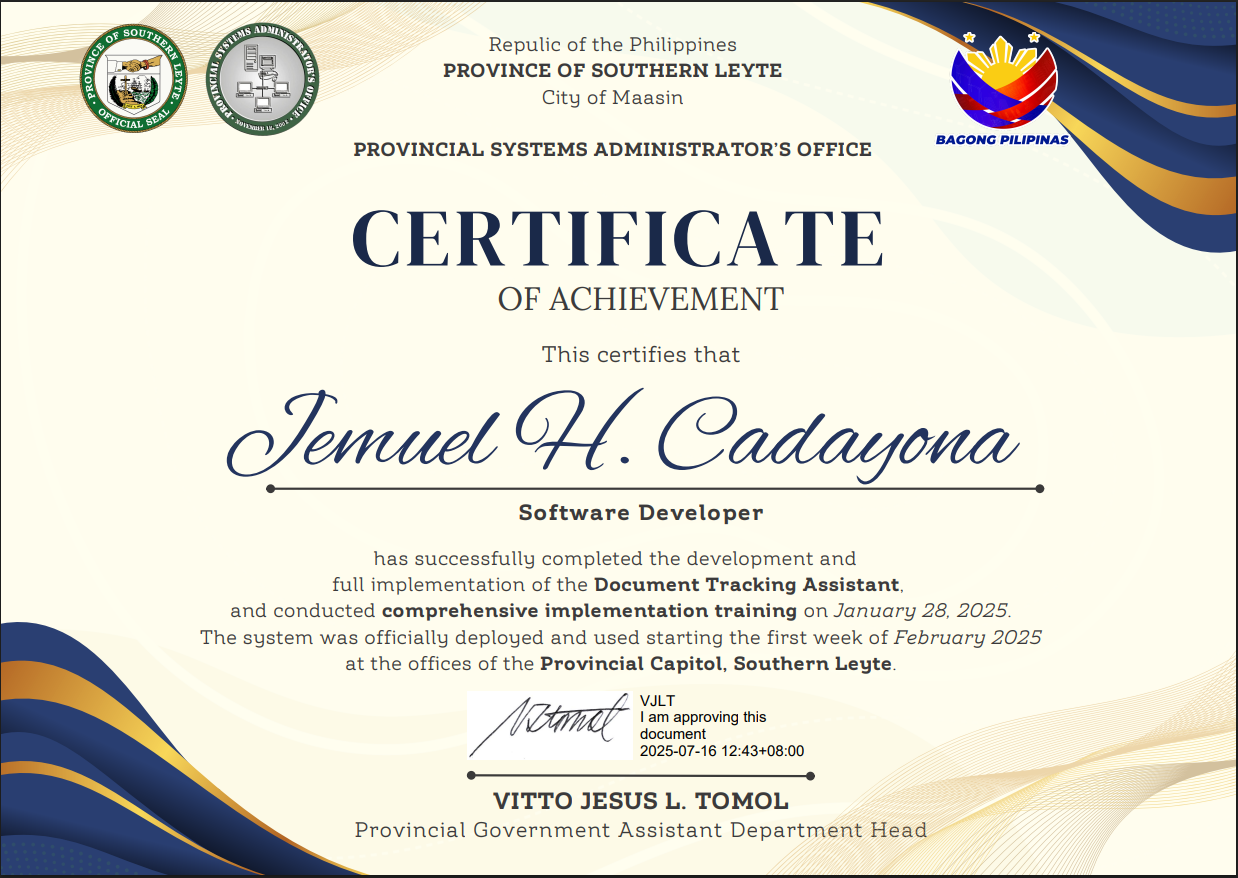 PROVINCE OF SOUTHERN LEYTE
OFFICIAL SEAL
PROVINCIAL SYSTEMS ADMINISTRATOR'S OFFICE
NOVEMBER 18, 2001
Repulic of the Philippines
PROVINCE OF SOUTHERN LEYTE
City of Maasin
BAGONG PILIPINAS
PROVINCIAL SYSTEMS ADMINISTRATOR'S OFFICE
CERTIFICATE
OF ACHIEVEMENT
This certifies that
Jemuel H. Cadayona
Software Developer
has successfully completed the development and
full implementation of the Document Tracking Assistant,
and conducted comprehensive implementation training on January 28, 2025.
The system was officially deployed and used starting the first week of February 2025
at the offices of the Provincial Capitol, Southern Leyte.
VJLT
I am approving this
document
2025-07-16 12:43+08:00
VITTO JESUS L. TOMOL
Provincial Government Assistant Department Head